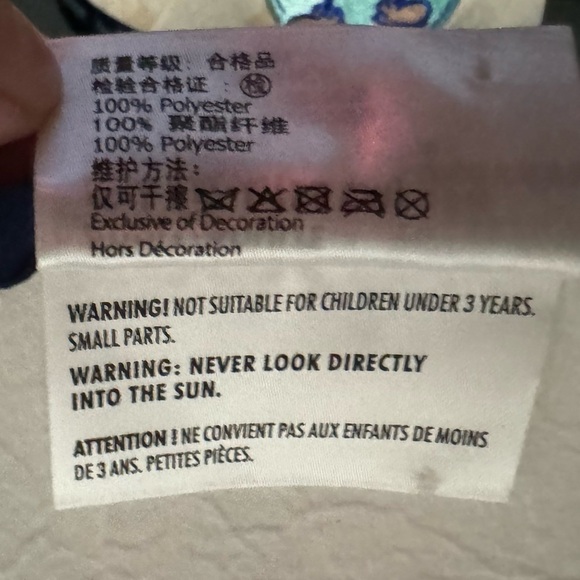 质量等级：合格品
检验合格证 ：检
100% Polyester
100% 聚酯纤维
100% Polyester
维护方法：
仅可干擦
Exclusive of Decoration
Hors Décoration
WARNING! NOT SUITABLE FOR CHILDREN UNDER 3 YEARS.
SMALL PARTS.
WARNING: NEVER LOOK DIRECTLY
INTO THE SUN.
ATTENTION ! NE CONVIENT PAS AUX ENFANTS DE MOINS
DE 3 ANS. PETITES PIÈCES.